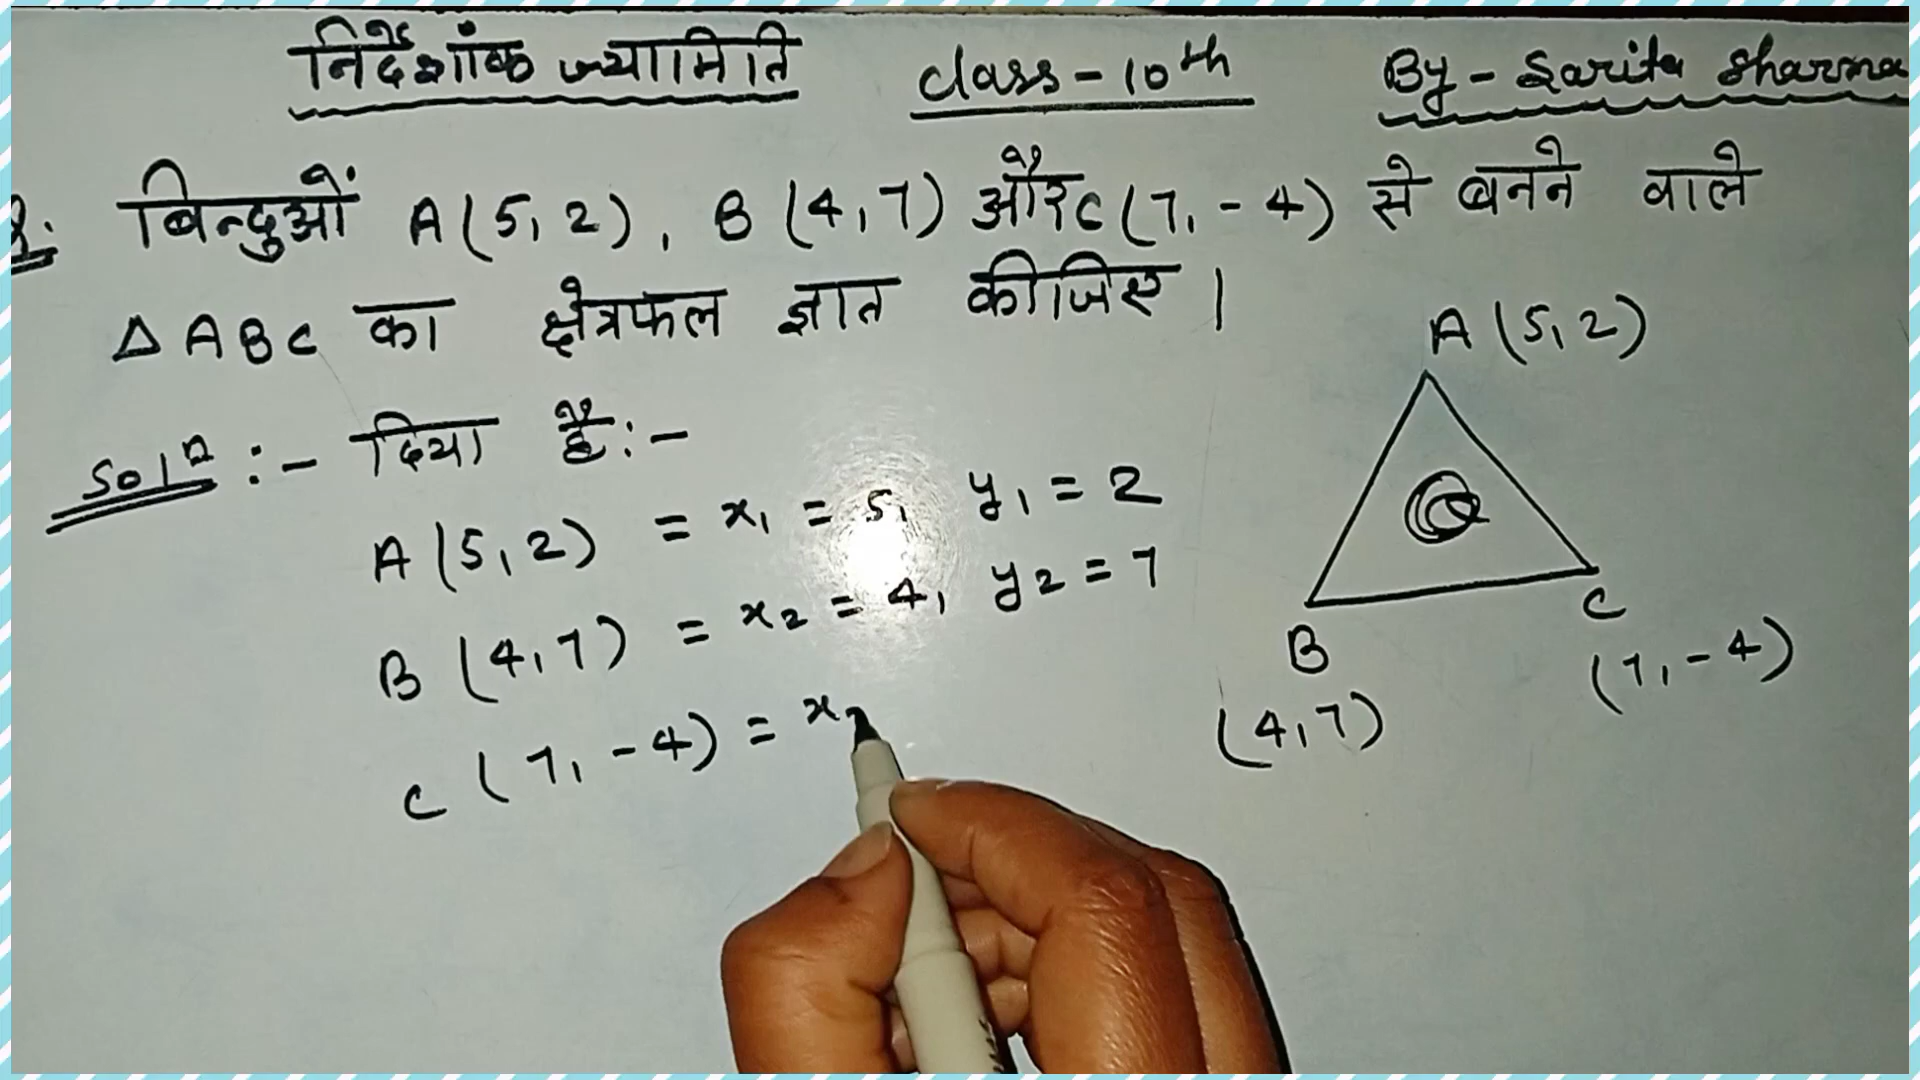 निर्देशांक ज्यामिति Class - 10th By - Sarita Sharma
Q. बिन्दुओं A(5,2), B(4,7) और C(7,-4) से बनने वाले
ΔABC का क्षेत्रफल ज्ञात कीजिए।
Solⁿ :- दिया है :-
A(5,2) = x₁ = 5, y₁ = 2
B(4,7) = x₂ = 4, y₂ = 7
C(7,-4) = x
A(5,2)
B
(4,7)
C
(7,-4)